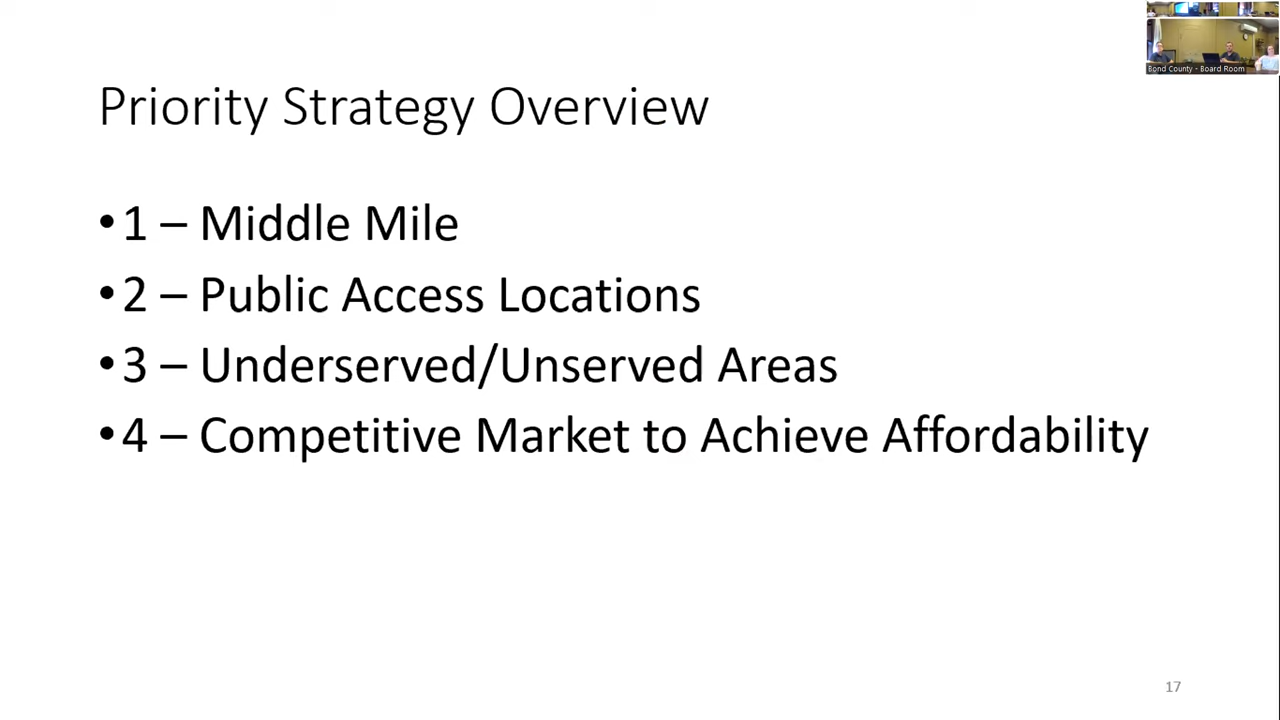 Bond County - Board Room
Priority Strategy Overview
•1 – Middle Mile
•2 – Public Access Locations
•3 – Underserved/Unserved Areas
•4 – Competitive Market to Achieve Affordability
17